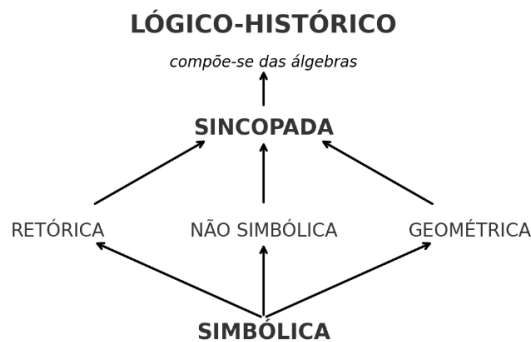 LÓGICO-HISTÓRICO
compõe-se das álgebras
SINCOPADA
RETÓRICA NÃO SIMBÓLICA GEOMÉTRICA
SIMBÓLICA